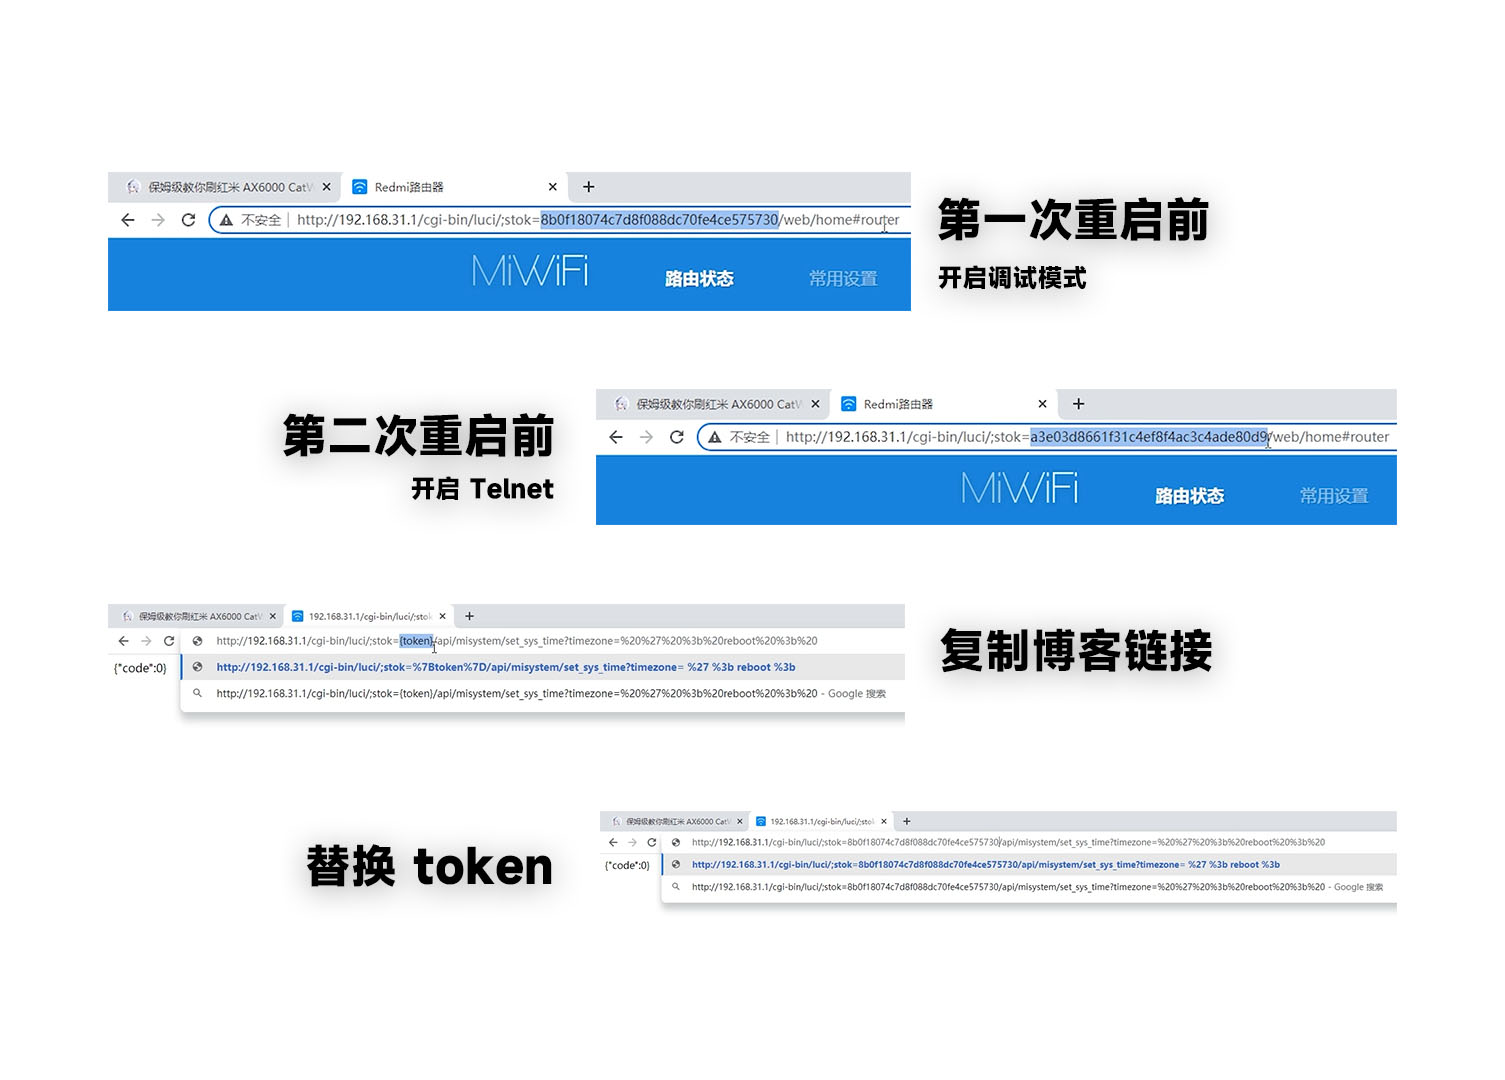 保姆级教你刷红米 AX6000 Cat
Redmi路由器
不安全 | http://192.168.31.1/cgi-bin/luci/;stok=8b0f18074c7d8f088dc70fe4ce575730/web/home#router
MiWiFi
路由状态
常用设置
第一次重启前
开启调试模式
第二次重启前
开启 Telnet
保姆级教你刷红米 AX6000 Cat
Redmi路由器
不安全 | http://192.168.31.1/cgi-bin/luci/;stok=a3e03d8661f31c4ef8f4ac3c4ade80d9/web/home#router
MiWiFi
路由状态
常用设置
保姆级教你刷红米 AX6000 Cat
192.168.31.1/cgi-bin/luci/;stok
http://192.168.31.1/cgi-bin/luci/;stok={token}/api/misystem/set_sys_time?timezone=%20%27%20%3b%20reboot%20%3b%20
{"code":0}
http://192.168.31.1/cgi-bin/luci/;stok=%7Btoken%7D/api/misystem/set_sys_time?timezone= %27 %3b reboot %3b
http://192.168.31.1/cgi-bin/luci/;stok={token}/api/misystem/set_sys_time?timezone=%20%27%20%3b%20reboot%20%3b%20 - Google 搜索
复制博客链接
替换 token
保姆级教你刷红米 AX6000 Cat
192.168.31.1/cgi-bin/luci/;stok
http://192.168.31.1/cgi-bin/luci/;stok=8b0f18074c7d8f088dc70fe4ce575730/api/misystem/set_sys_time?timezone=%20%27%20%3b%20reboot%20%3b%20
{"code":0}
http://192.168.31.1/cgi-bin/luci/;stok=8b0f18074c7d8f088dc70fe4ce575730/api/misystem/set_sys_time?timezone= %27 %3b reboot %3b
http://192.168.31.1/cgi-bin/luci/;stok=8b0f18074c7d8f088dc70fe4ce575730/api/misystem/set_sys_time?timezone=%20%27%20%3b%20reboot%20%3b%20 - Google 搜索